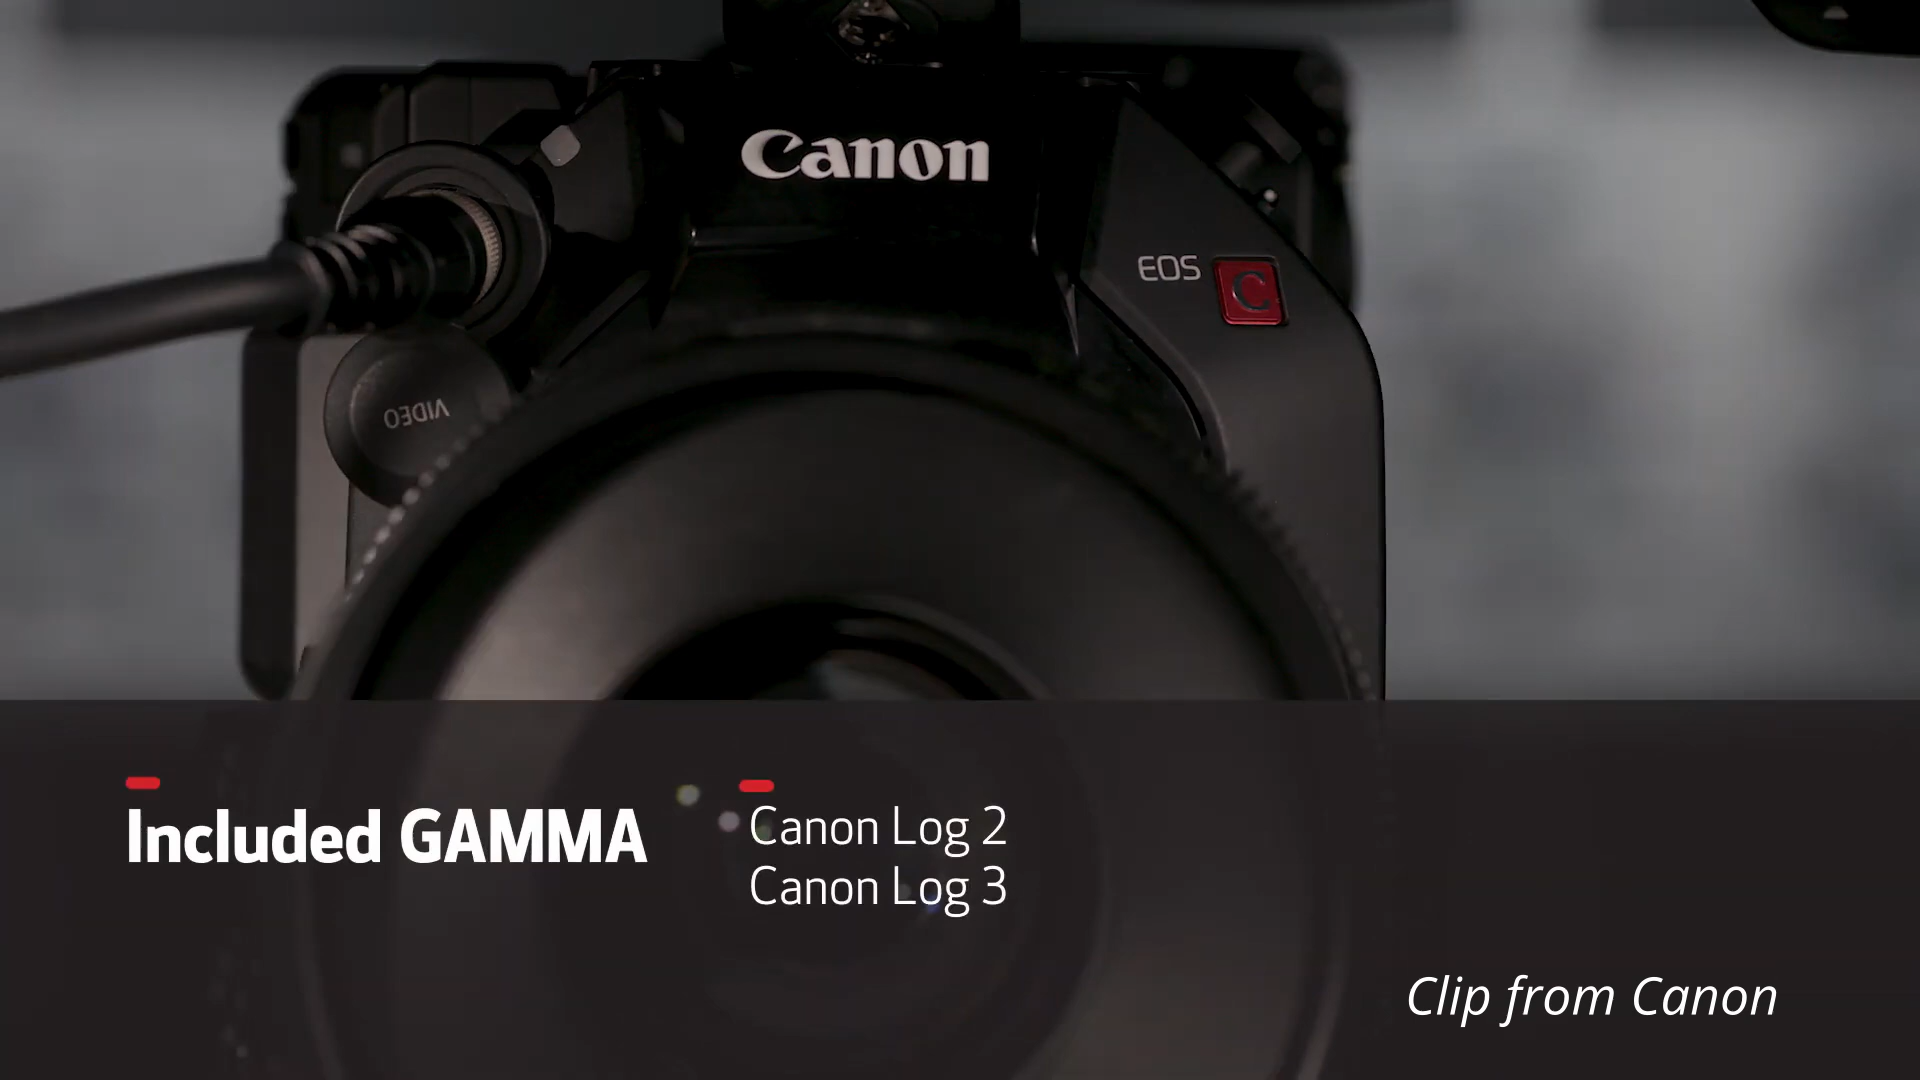 Canon
EOS C
VIDEO
Included GAMMA
Canon Log 2
Canon Log 3
Clip from Canon